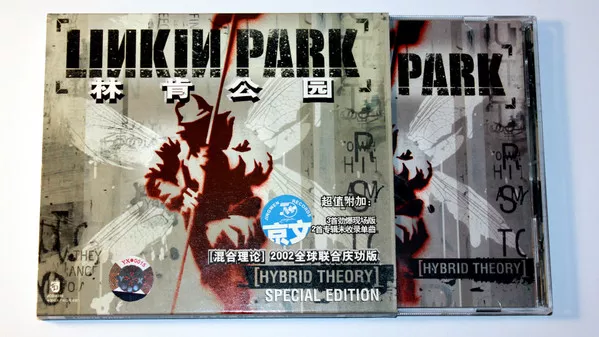 LINKIN PARK
林肯公园
PARK
超值附加：
3首劲爆现场版
2首专辑未收录单曲
JINGWEN RECORDS
京文
[混合理论] 2002全球联合庆功版
[HYBRID THEORY]
SPECIAL EDITION
[HYBRID THEORY]